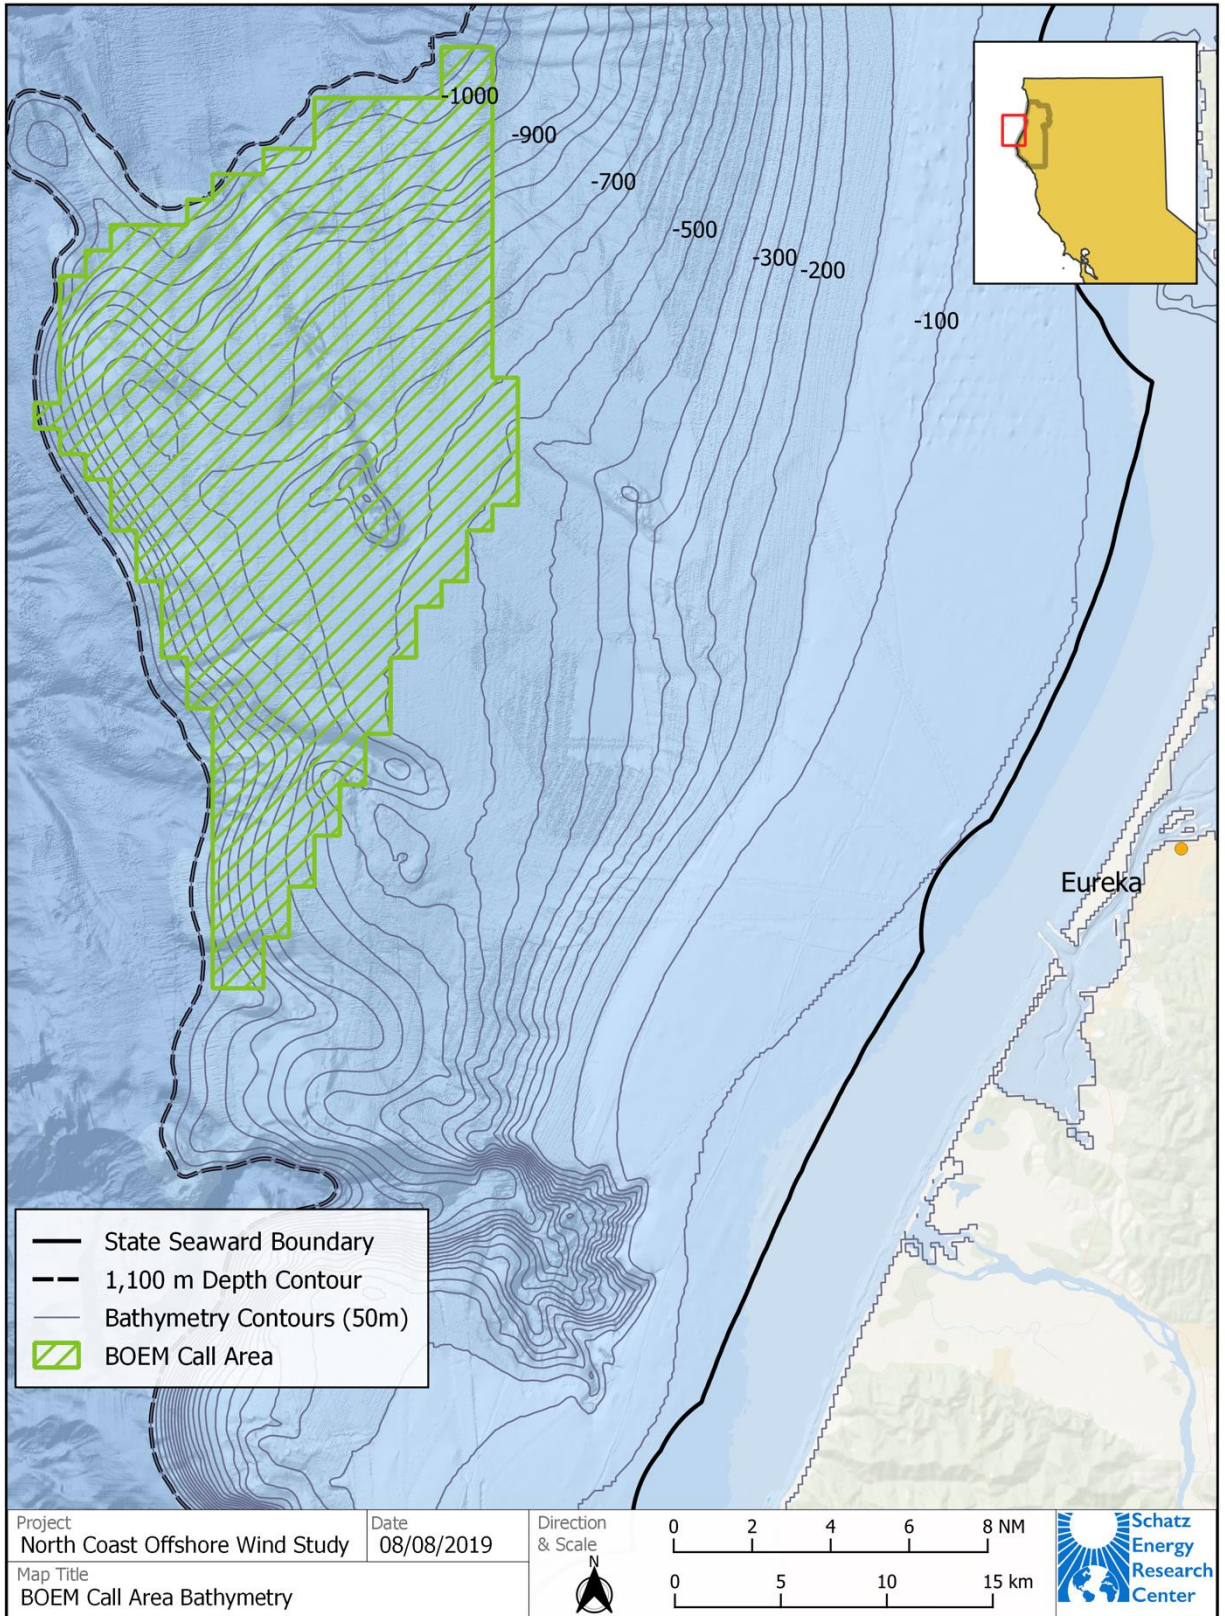 -1000
-900
-700
-500
-300
-200
-100
Eureka
State Seaward Boundary
1,100 m Depth Contour
Bathymetry Contours (50m)
BOEM Call Area
Project
North Coast Offshore Wind Study
Date
08/08/2019
Map Title
BOEM Call Area Bathymetry
Direction
& Scale
N
0 2 4 6 8 NM
0 5 10 15 km
Schatz
Energy
Research
Center